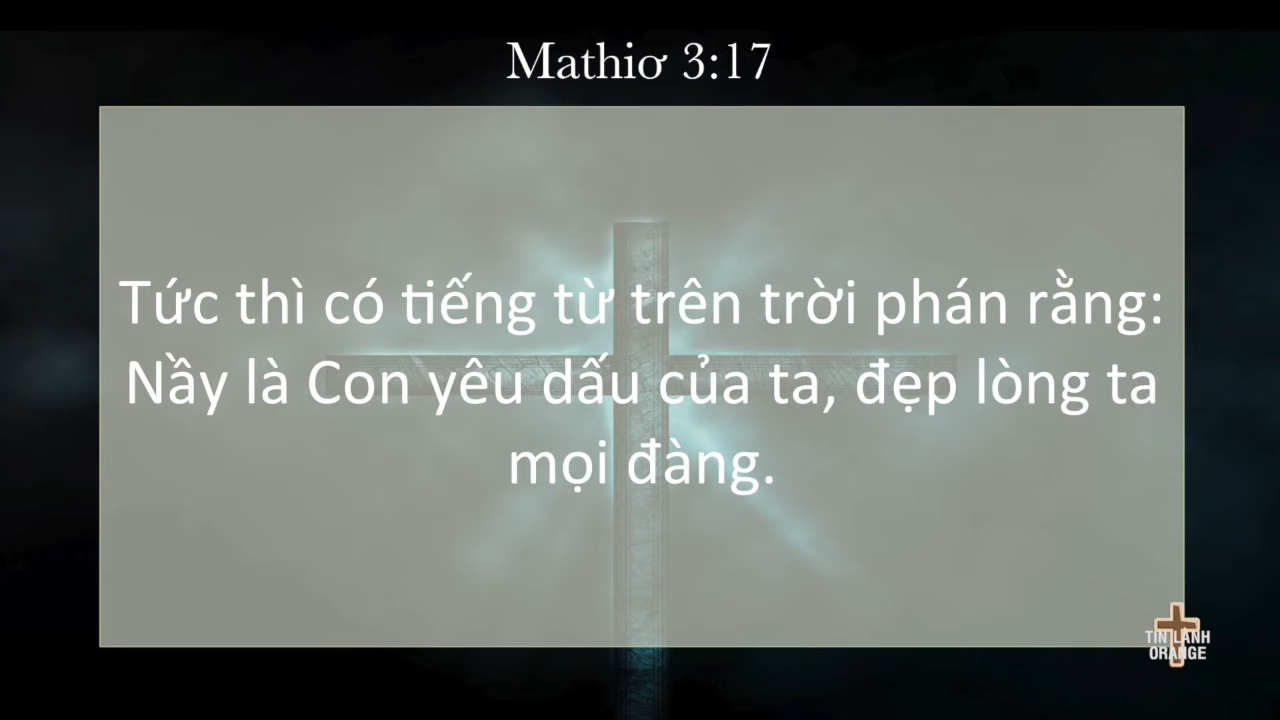 Mathiơ 3:17
Tức thì có tiếng từ trên trời phán rằng:
Nầy là Con yêu dấu của ta, đẹp lòng ta
mọi đàng.
TIN LÀNH
ORANGE